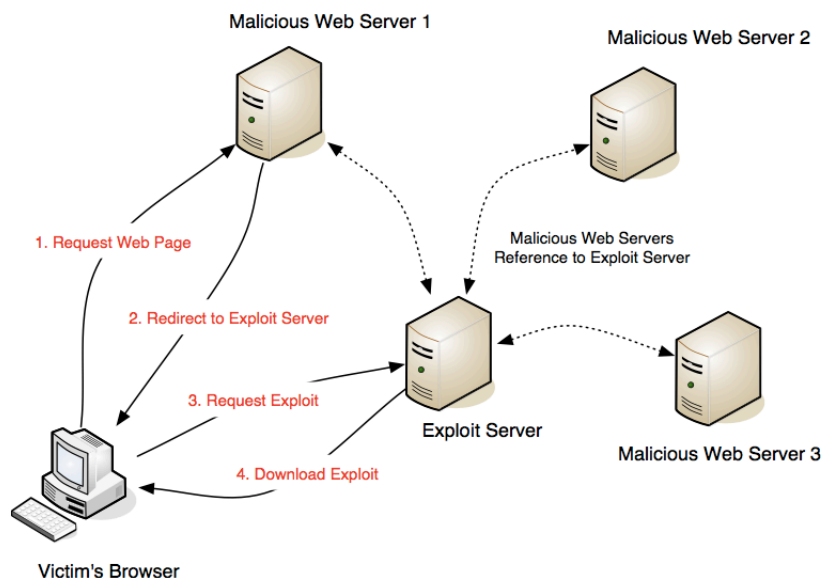 Malicious Web Server 1
Malicious Web Server 2
1. Request Web Page
Malicious Web Servers
Reference to Exploit Server
2. Redirect to Exploit Server
3. Request Exploit
Exploit Server
Malicious Web Server 3
4. Download Exploit
Victim's Browser